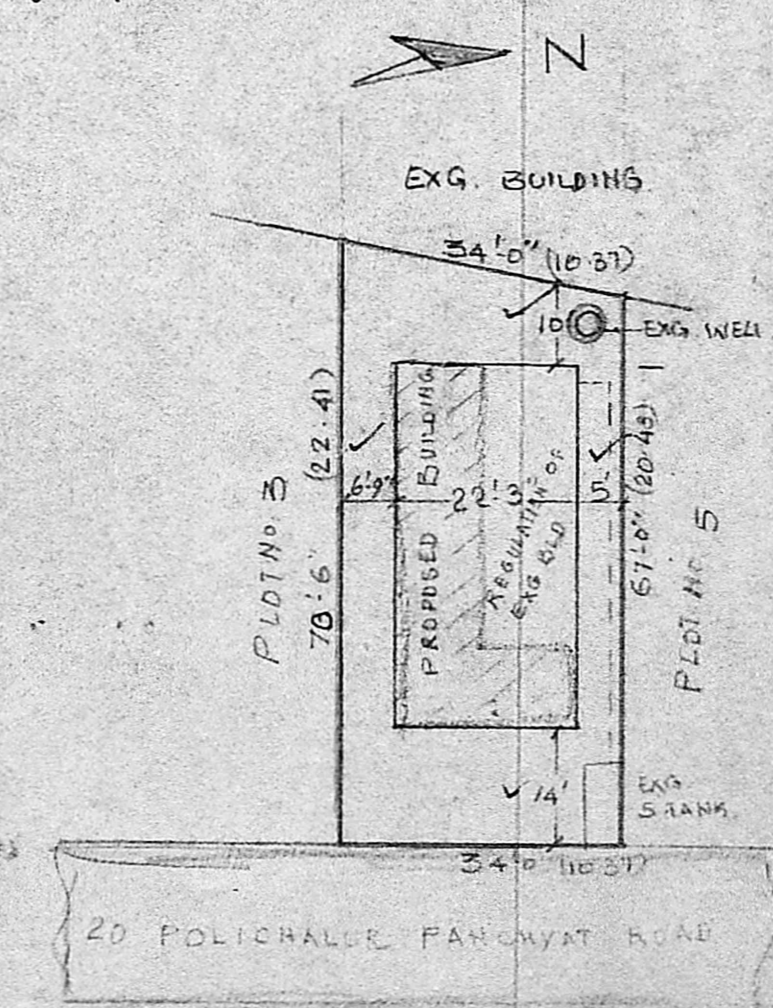 N
EXG. BUILDING
34'-0" (10.37)
10
EXG. WELL
PLOT NO. 3
(22.41)
6'-9"
PROPOSED BUILDING
22'-3"
REGULATION OF
EXG BLD
5'
67'-0" (20.43)
PLOT NO. 5
14'
EXG
S.TANK.
34'-0 (10.37)
20 POLICHALUR PANCHYAT ROAD